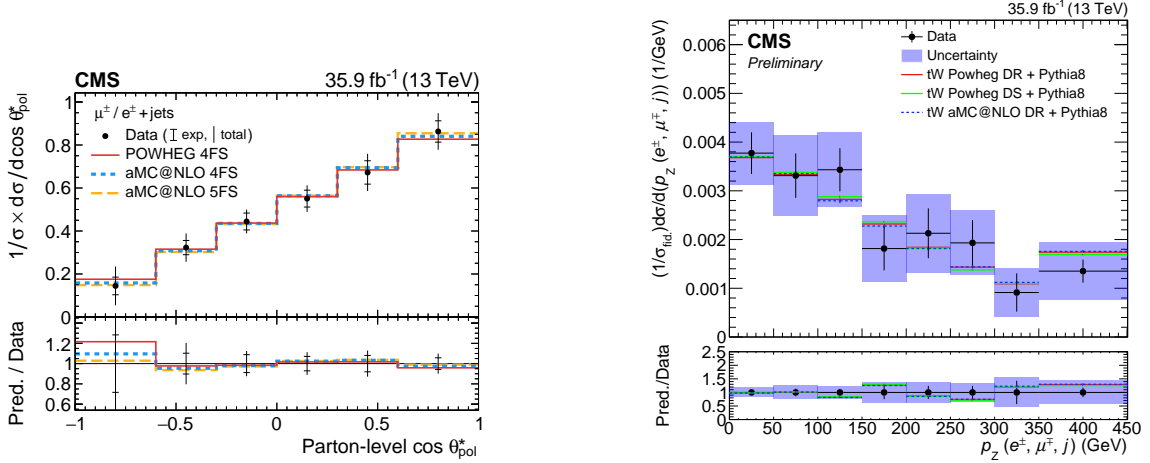 CMS 35.9 fb⁻¹ (13 TeV)
1/σ × dσ / dcos θ*pol
μ± / e± + jets
Data (I exp, | total)
POWHEG 4FS
aMC@NLO 4FS
aMC@NLO 5FS
1
0.8
0.6
0.4
0.2
0
Pred. / Data
1.2
1
0.8
0.6
−1 −0.5 0 0.5 1
Parton-level cos θ*pol
35.9 fb⁻¹ (13 TeV)
CMS
Preliminary
Data
Uncertainty
tW Powheg DR + Pythia8
tW Powheg DS + Pythia8
tW aMC@NLO DR + Pythia8
(1/σfid.)dσ/d(pZ (e±, μ∓, j)) (1/GeV)
0.006
0.005
0.004
0.003
0.002
0.001
0
Pred./Data
2.5
2
1.5
1
0.5
0 50 100 150 200 250 300 350 400 450
pZ (e±, μ∓, j) (GeV)